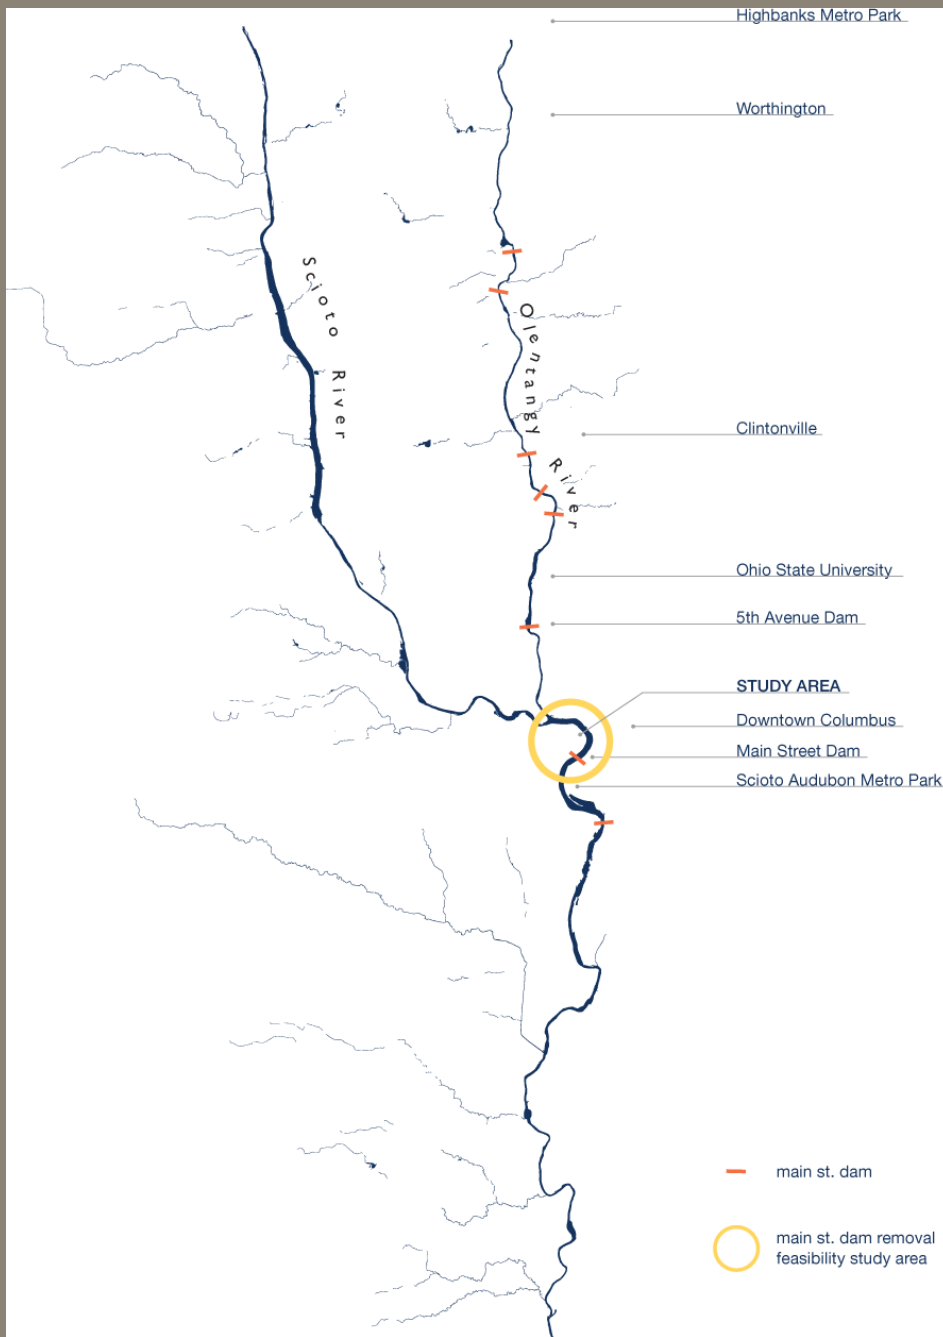 Highbanks Metro Park
Worthington
Scioto River
Olentangy River
Clintonville
Ohio State University
5th Avenue Dam
STUDY AREA
Downtown Columbus
Main Street Dam
Scioto Audubon Metro Park
main st. dam
main st. dam removal
feasibility study area